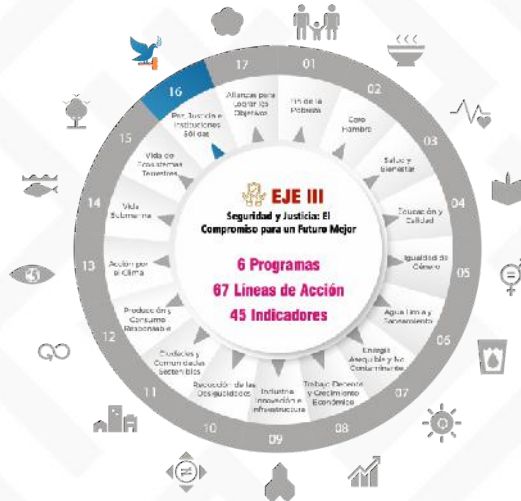 EJE III
Seguridad y Justicia: El
Compromiso para un Futuro Mejor
6 Programas
67 Líneas de Acción
45 Indicadores
01
Fin de la
Pobreza
02
Cero
Hambre
03
Salud y
Bienestar
04
Educación y
Calidad
05
Igualdad de
Género
06
Agua Limia y
Saneamiento
07
Energía
Asequible y No
Contaminante
08
Trabajo Decente
y Crecimiento
Económico
09
Industria
Innovación e
Infraestructura
10
Reducción de las
Desigualdades
11
Ciudades y
Comunidades
Sostenibles
12
Producción y
Consumo
Responsable
13
Acción por
el Clima
14
Vida
Submarina
15
Vida de
Ecosistemas
Terrestres
16
Paz, Justicia e
Instituciones
Sólidas
17
Alianzas para
Lograr los
Objetivos